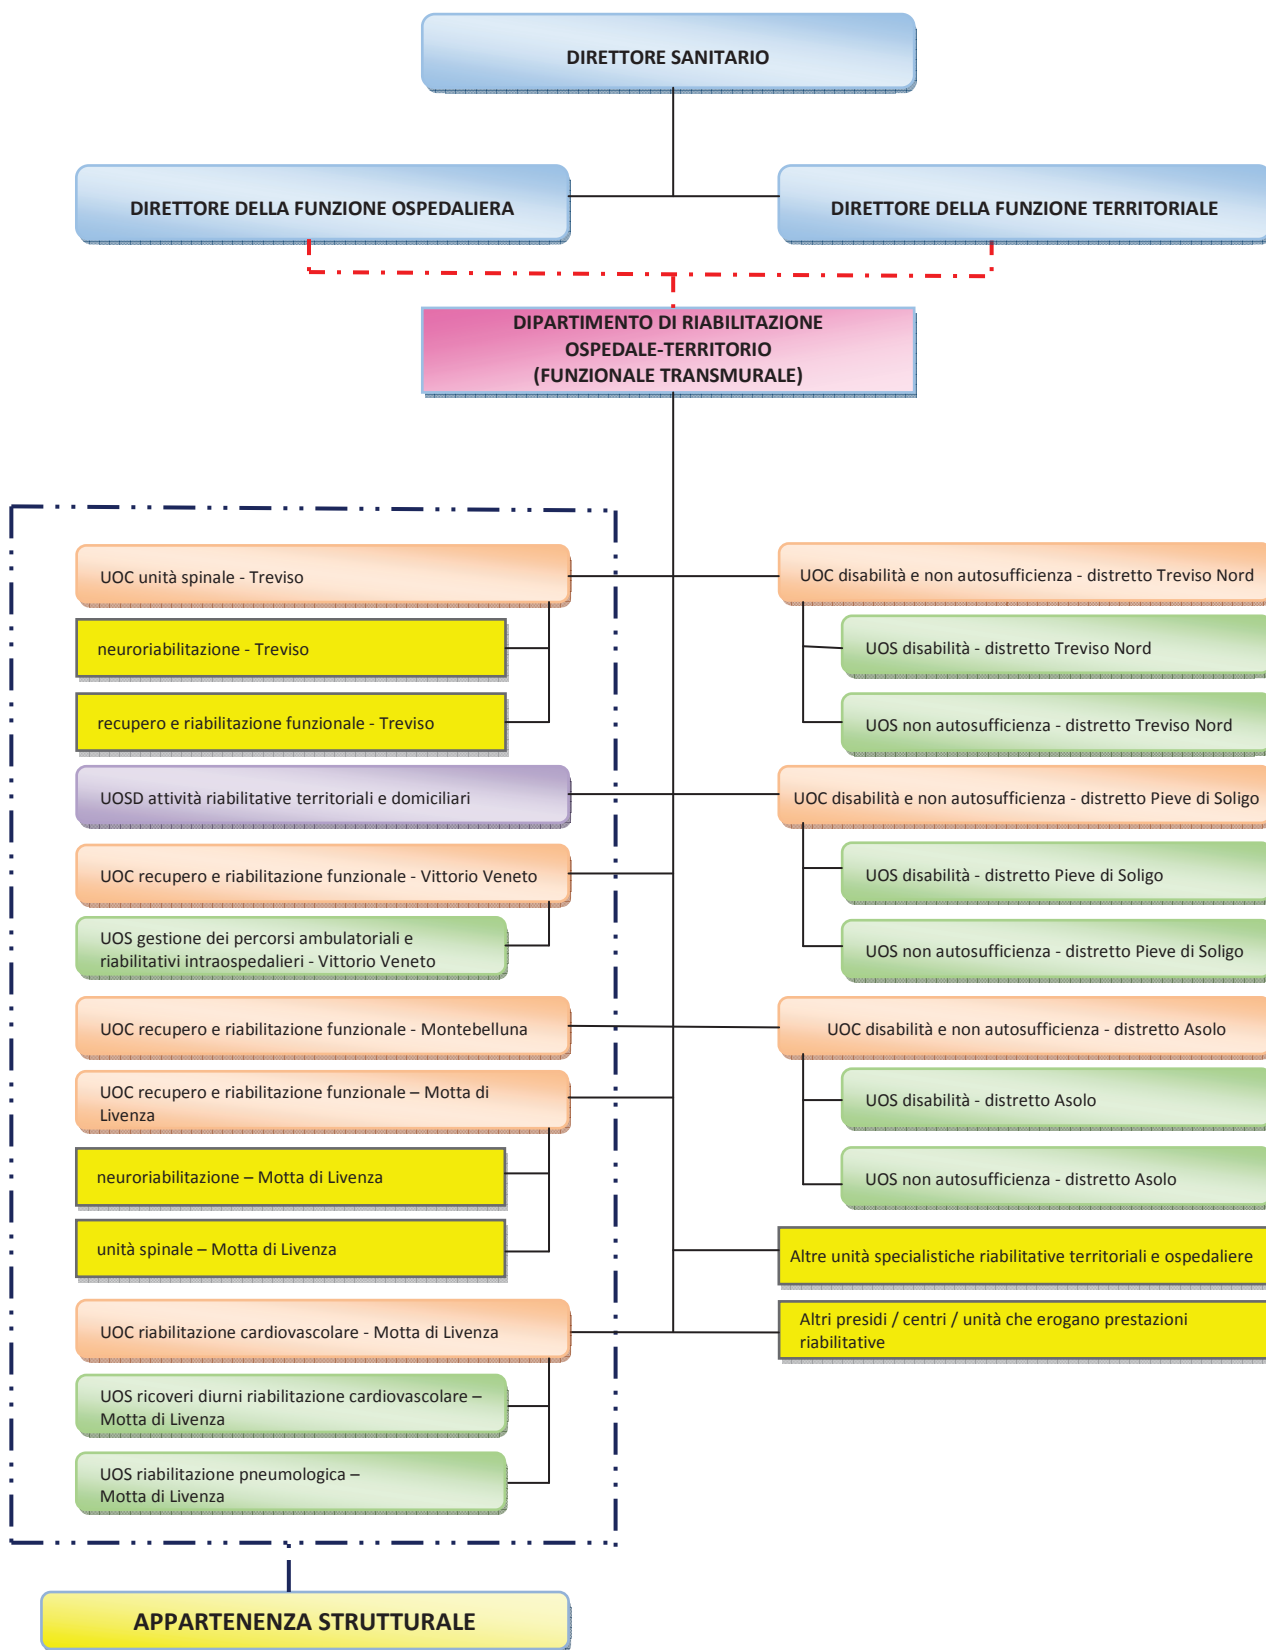 DIRETTORE SANITARIO
DIRETTORE DELLA FUNZIONE OSPEDALIERA
DIRETTORE DELLA FUNZIONE TERRITORIALE
DIPARTIMENTO DI RIABILITAZIONE
OSPEDALE-TERRITORIO
(FUNZIONALE TRANSMURALE)
UOC unità spinale - Treviso
neuroriabilitazione - Treviso
recupero e riabilitazione funzionale - Treviso
UOSD attività riabilitative territoriali e domiciliari
UOC recupero e riabilitazione funzionale - Vittorio Veneto
UOS gestione dei percorsi ambulatoriali e
riabilitativi intraospedalieri - Vittorio Veneto
UOC recupero e riabilitazione funzionale - Montebelluna
UOC recupero e riabilitazione funzionale – Motta di
Livenza
neuroriabilitazione – Motta di Livenza
unità spinale – Motta di Livenza
UOC riabilitazione cardiovascolare - Motta di Livenza
UOS ricoveri diurni riabilitazione cardiovascolare –
Motta di Livenza
UOS riabilitazione pneumologica –
Motta di Livenza
UOC disabilità e non autosufficienza - distretto Treviso Nord
UOS disabilità - distretto Treviso Nord
UOS non autosufficienza - distretto Treviso Nord
UOC disabilità e non autosufficienza - distretto Pieve di Soligo
UOS disabilità - distretto Pieve di Soligo
UOS non autosufficienza - distretto Pieve di Soligo
UOC disabilità e non autosufficienza - distretto Asolo
UOS disabilità - distretto Asolo
UOS non autosufficienza - distretto Asolo
Altre unità specialistiche riabilitative territoriali e ospedaliere
Altri presidi / centri / unità che erogano prestazioni
riabilitative
APPARTENENZA STRUTTURALE